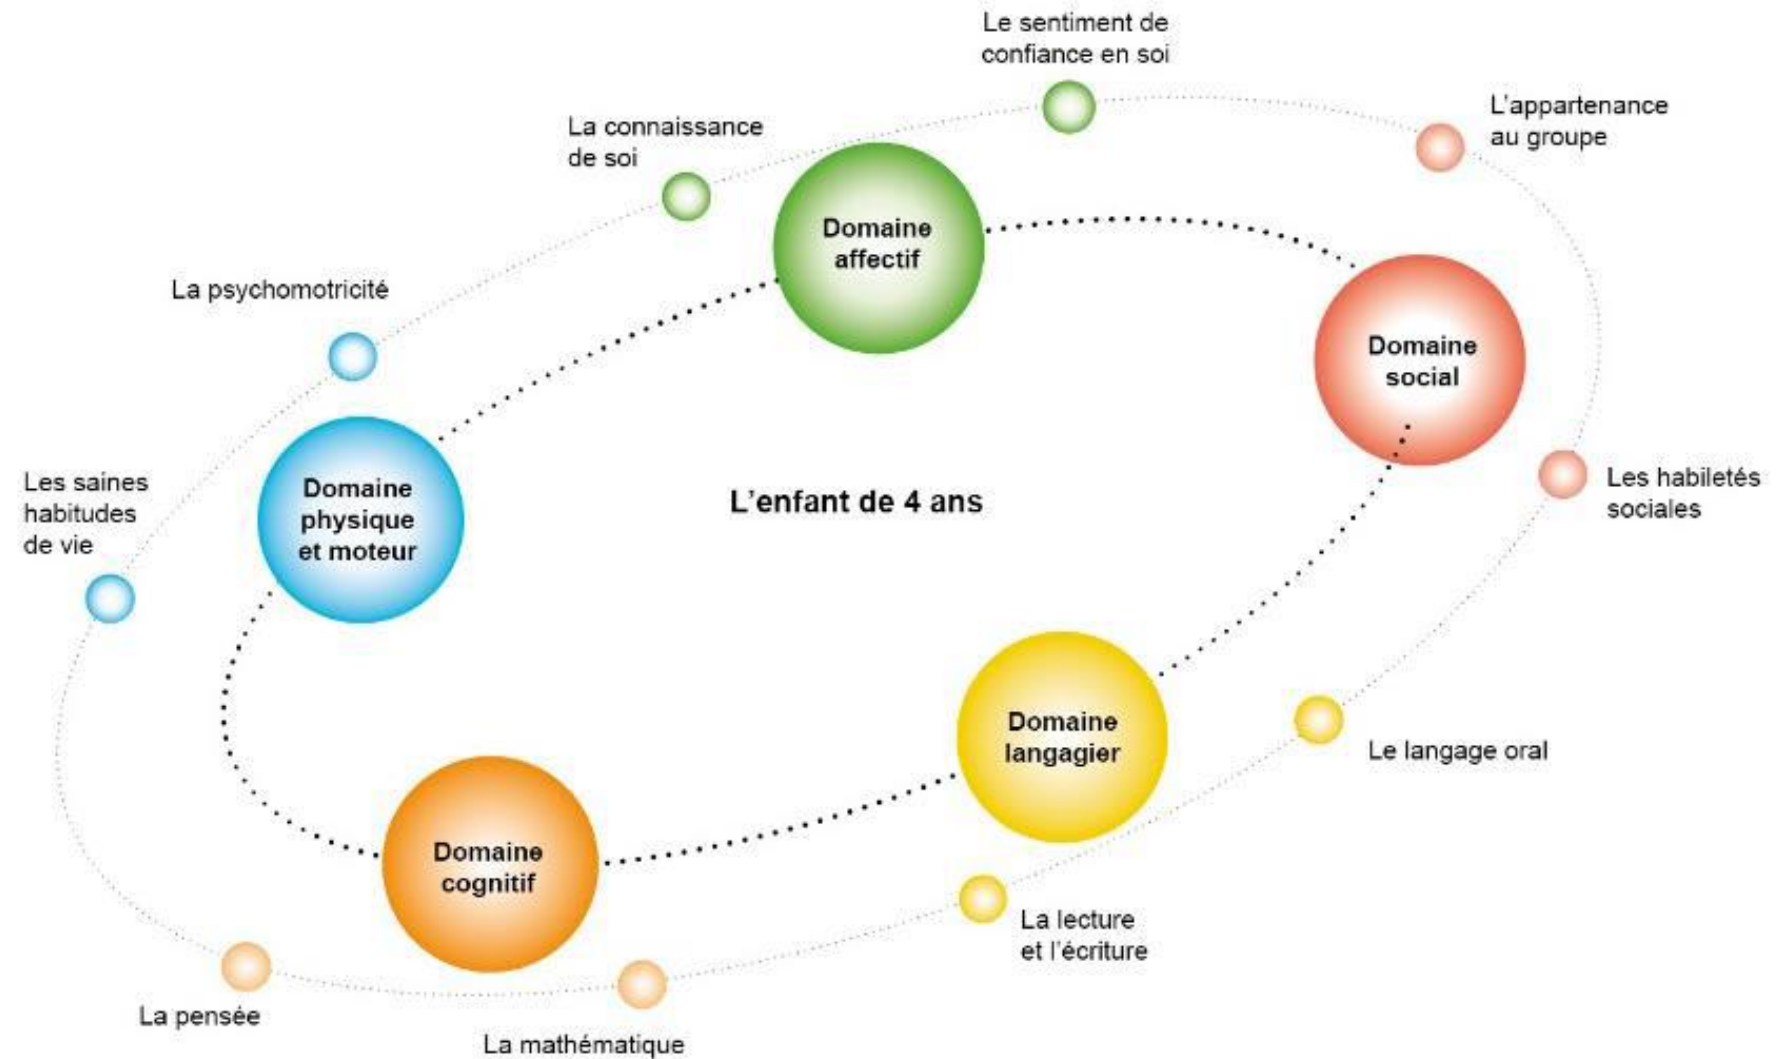 Le sentiment de
confiance en soi
L'appartenance
au groupe
La connaissance
de soi
Domaine
affectif
La psychomotricité
Domaine
social
Les saines
habitudes
de vie
Domaine
physique
et moteur
L'enfant de 4 ans
Les habiletés
sociales
Domaine
langagier
Le langage oral
Domaine
cognitif
La lecture
et l'écriture
La pensée
La mathématique